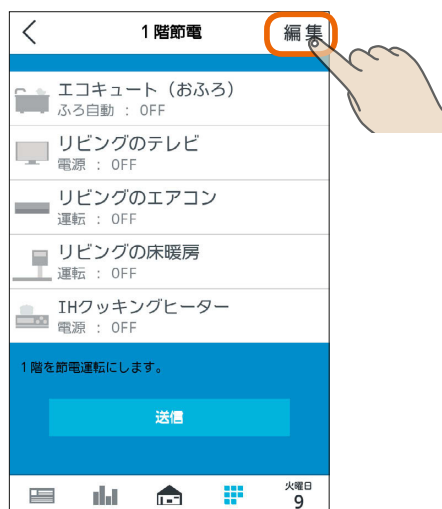 1階節電
編集
エコキュート（おふろ）
ふろ自動 : OFF
リビングのテレビ
電源 : OFF
リビングのエアコン
運転 : OFF
リビングの床暖房
運転 : OFF
IHクッキングヒーター
電源 : OFF
1階を節電運転にします。
送信
火曜日
9